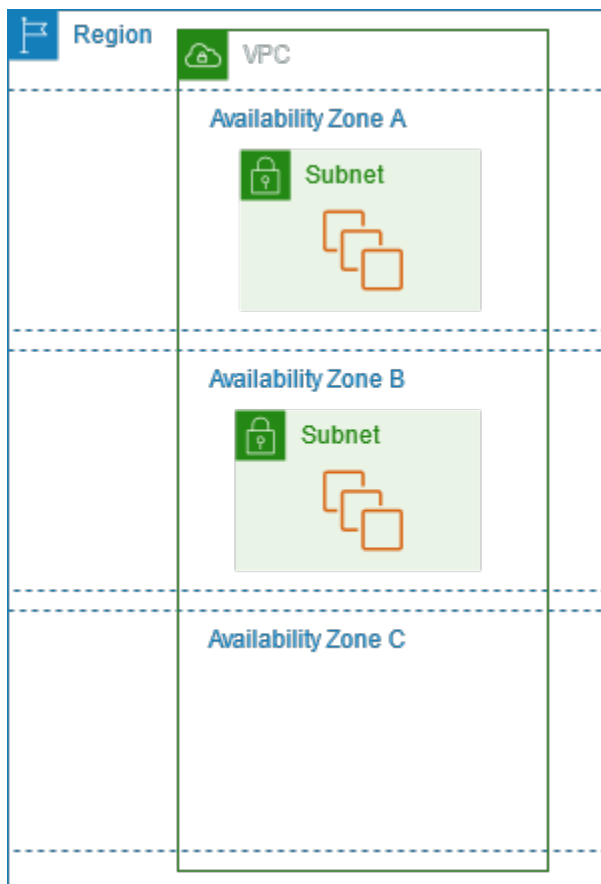 Region
VPC
Availability Zone A
Subnet
Availability Zone B
Subnet
Availability Zone C